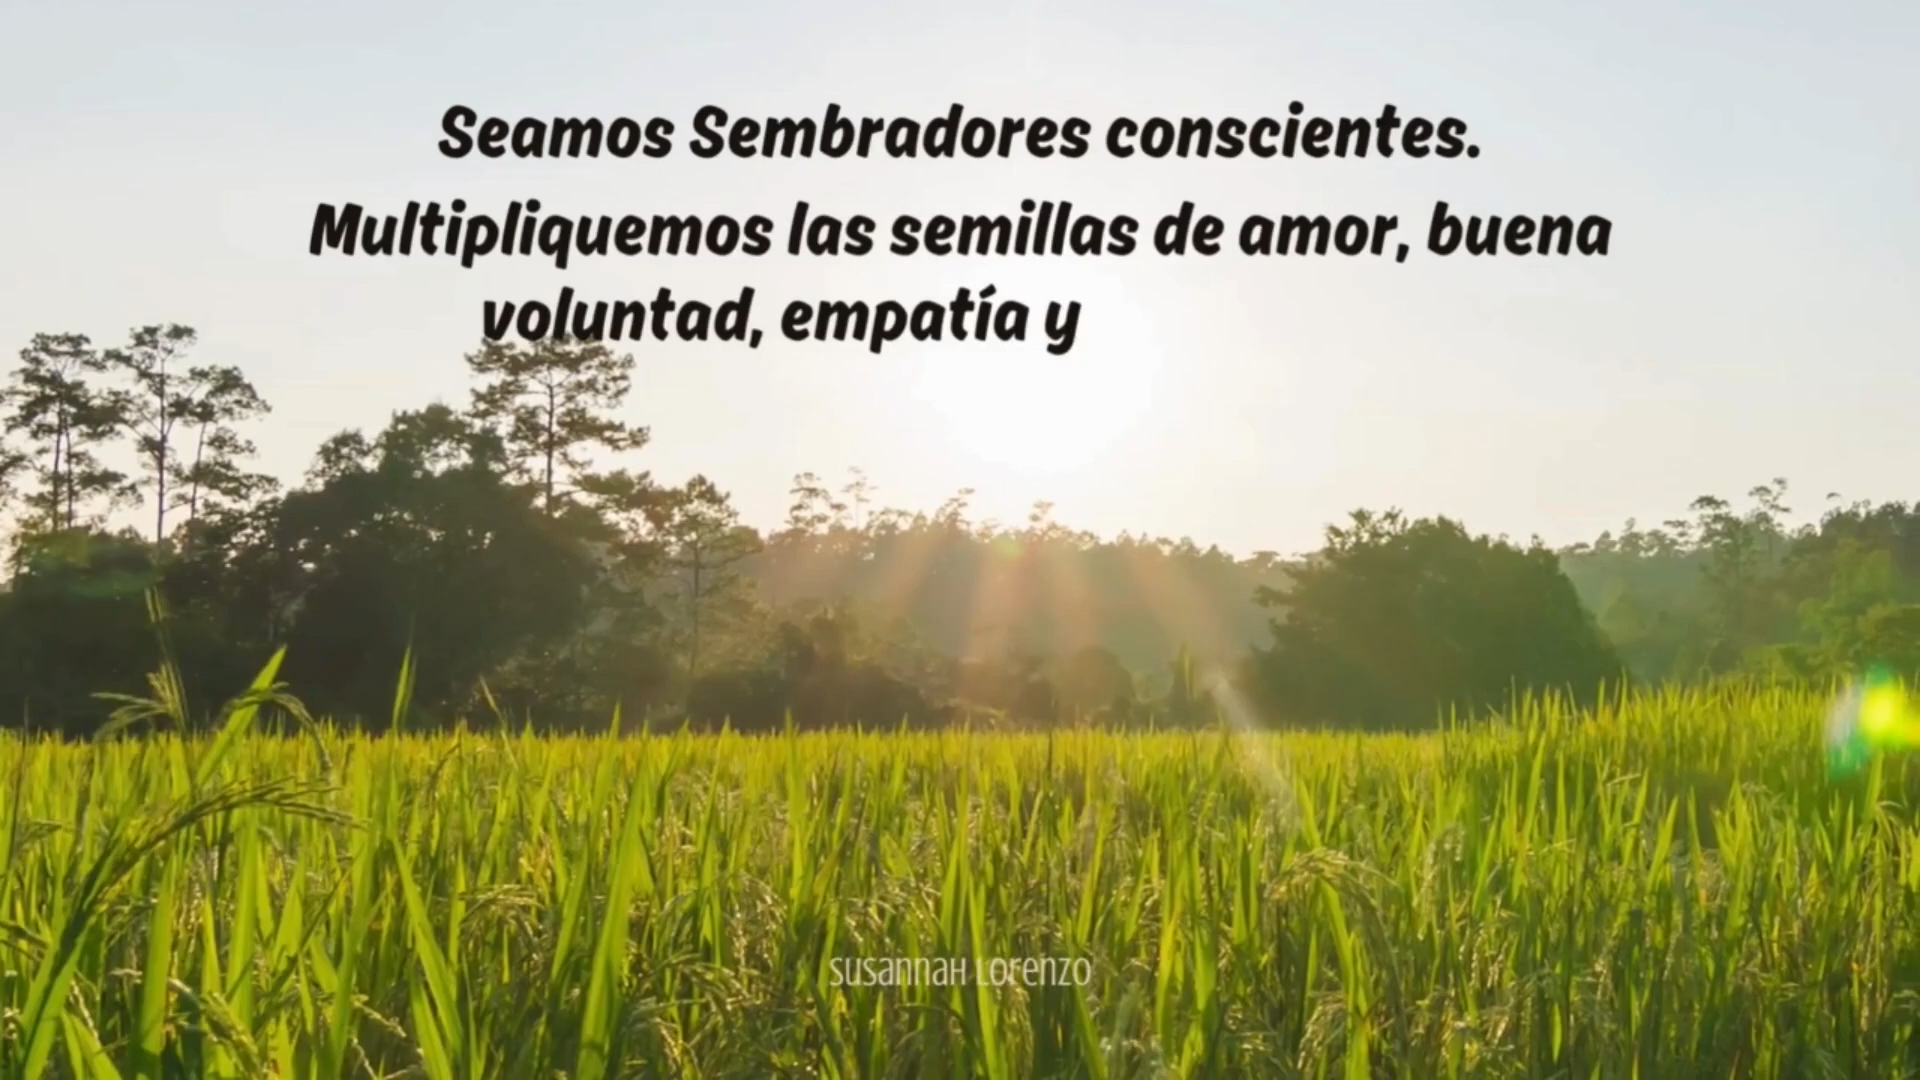 Seamos Sembradores conscientes.
Multipliquemos las semillas de amor, buena
voluntad, empatía y
susannah Lorenzo